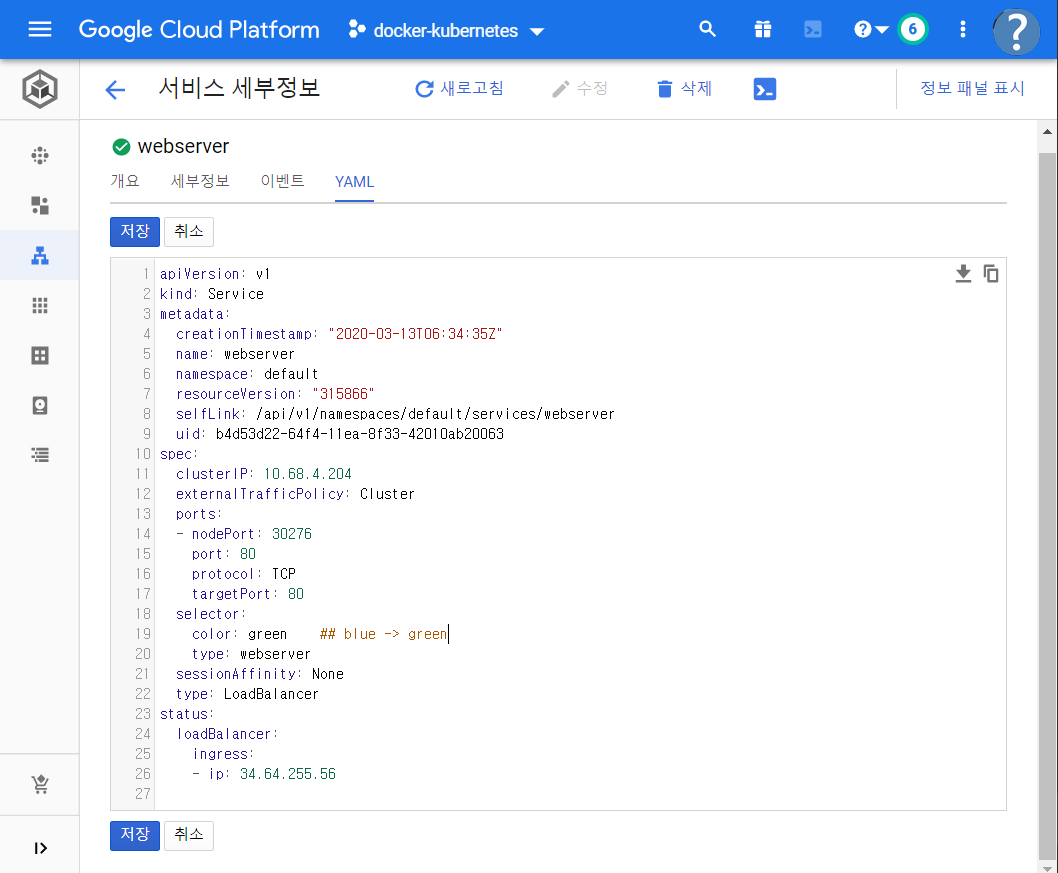 Google Cloud Platform docker-kubernetes 6
서비스 세부정보 새로고침 수정 삭제 정보 패널 표시
webserver
개요 세부정보 이벤트 YAML
저장 취소
1 apiVersion: v1
2 kind: Service
3 metadata:
4 creationTimestamp: "2020-03-13T06:34:35Z"
5 name: webserver
6 namespace: default
7 resourceVersion: "315866"
8 selfLink: /api/v1/namespaces/default/services/webserver
9 uid: b4d53d22-64f4-11ea-8f33-42010ab20063
10 spec:
11 clusterIP: 10.68.4.204
12 externalTrafficPolicy: Cluster
13 ports:
14 - nodePort: 30276
15 port: 80
16 protocol: TCP
17 targetPort: 80
18 selector:
19 color: green ## blue -> green
20 type: webserver
21 sessionAffinity: None
22 type: LoadBalancer
23 status:
24 loadBalancer:
25 ingress:
26 - ip: 34.64.255.56
27
저장 취소